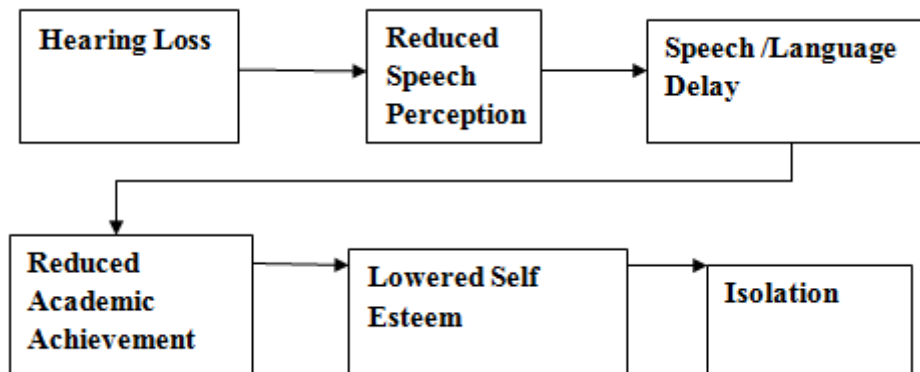 Hearing Loss
Reduced
Speech
Perception
Speech /Language
Delay
Reduced
Academic
Achievement
Lowered Self
Esteem
Isolation